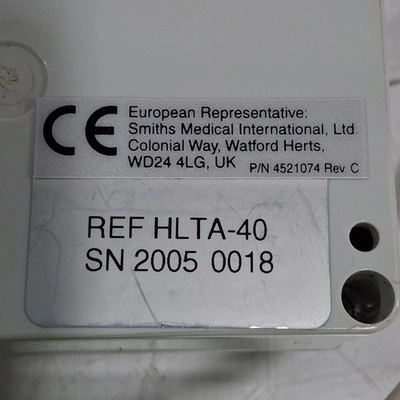 CE European Representative:
Smiths Medical International, Ltd
Colonial Way, Watford Herts,
WD24 4LG, UK P/N 4521074 Rev. C
REF HLTA-40
SN 2005 0018